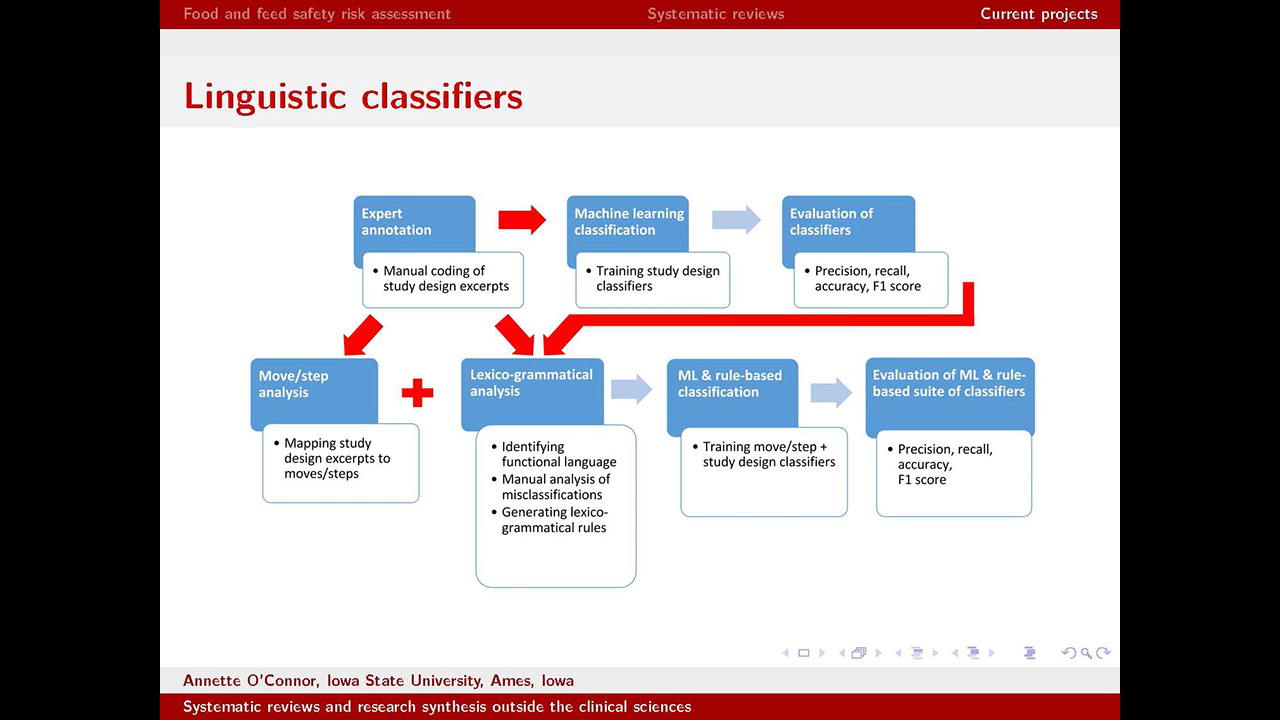 Food and feed safety risk assessment
Systematic reviews
Current projects
Linguistic classifiers
Expert
annotation
• Manual coding of
study design excerpts
Machine learning
classification
• Training study design
classifiers
Evaluation of
classifiers
• Precision, recall,
accuracy, F1 score
Move/step
analysis
• Mapping study
design excerpts to
moves/steps
Lexico-grammatical
analysis
• Identifying
functional language
• Manual analysis of
misclassifications
• Generating lexico-
grammatical rules
ML & rule-based
classification
• Training move/step +
study design classifiers
Evaluation of ML & rule-
based suite of classifiers
• Precision, recall,
accuracy,
F1 score
Annette O'Connor, Iowa State University, Ames, Iowa
Systematic reviews and research synthesis outside the clinical sciences